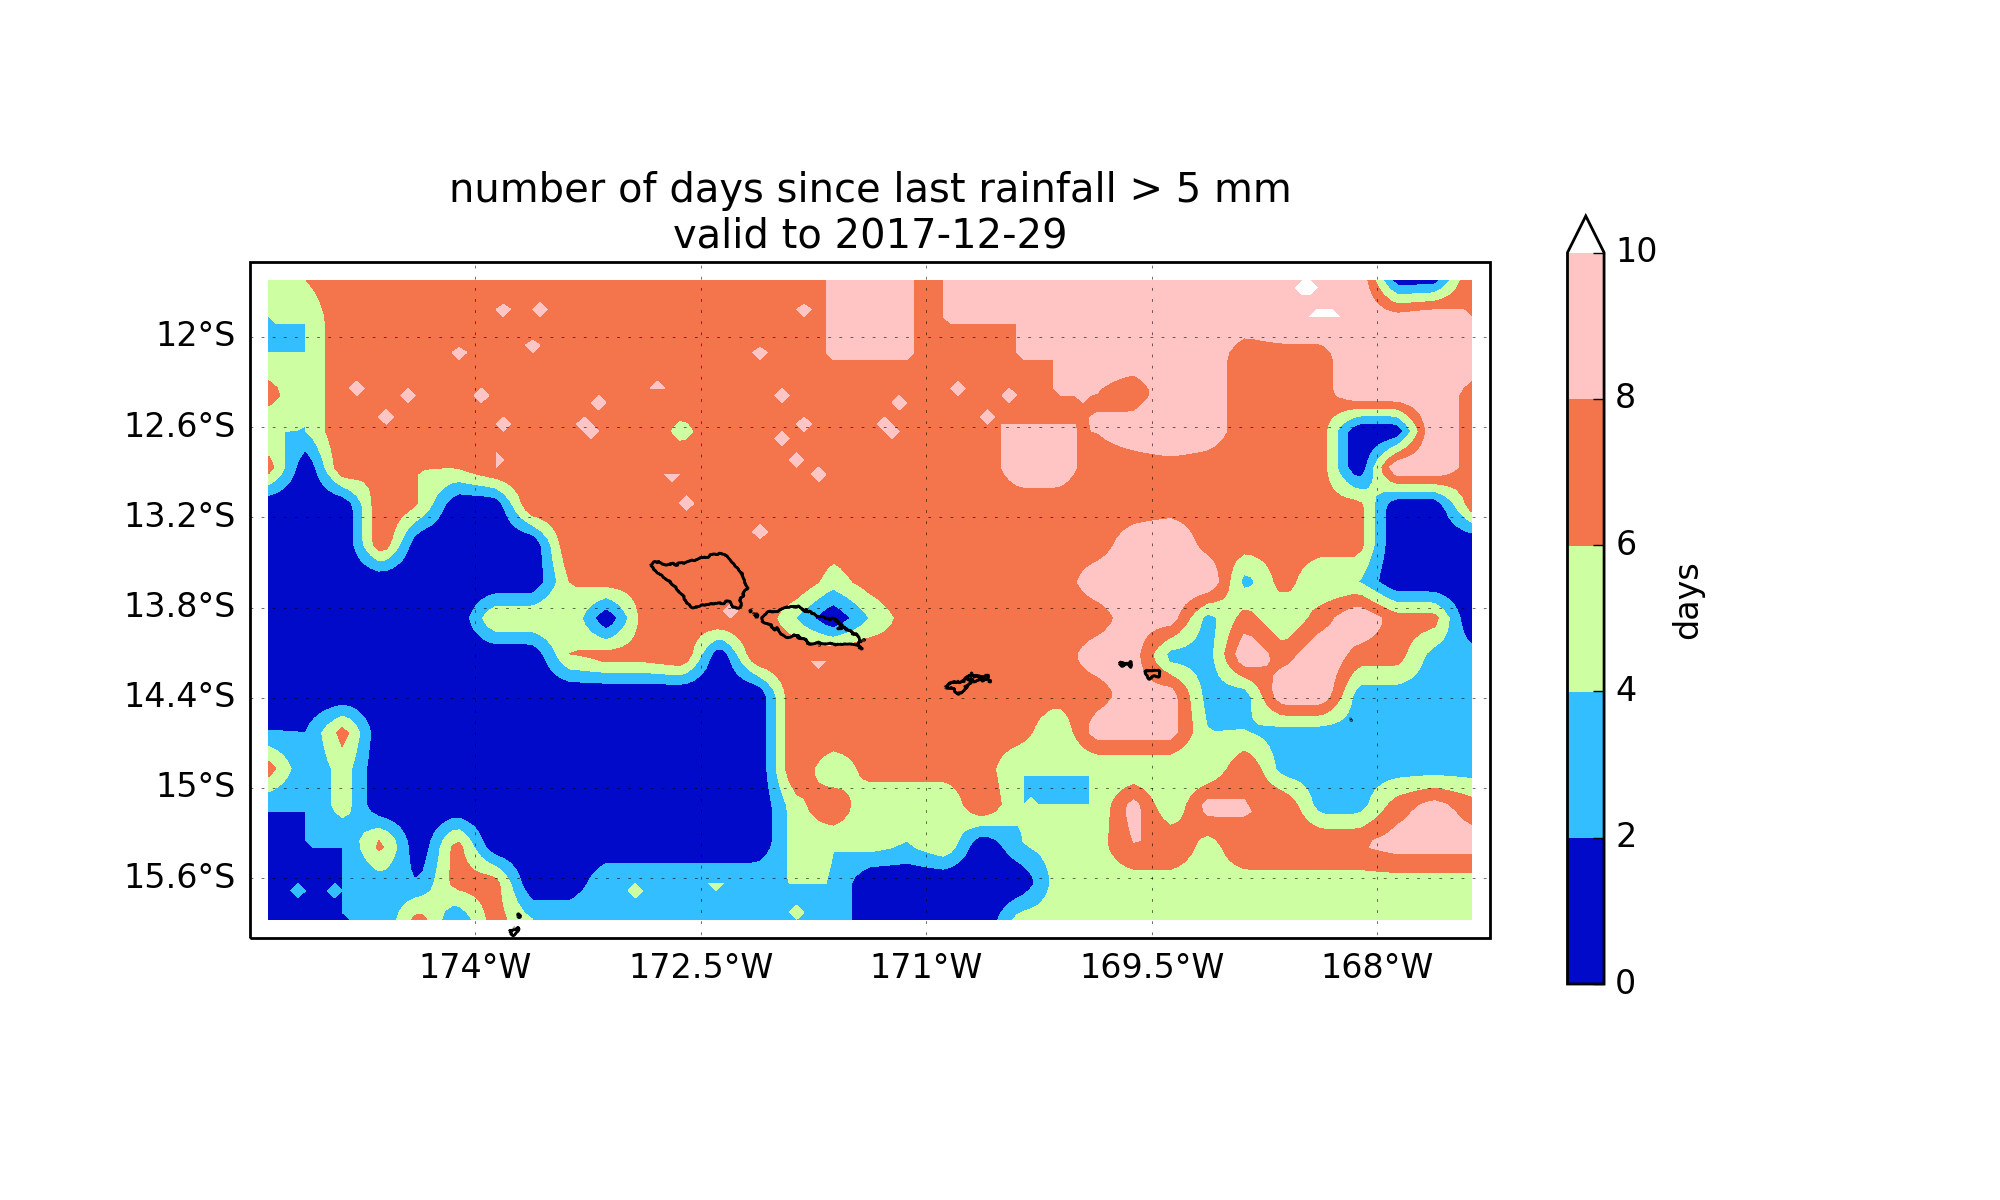 number of days since last rainfall > 5 mm
valid to 2017-12-29
12°S
12.6°S
13.2°S
13.8°S
14.4°S
15°S
15.6°S
174°W
172.5°W
171°W
169.5°W
168°W
10
8
6
4
2
0
days